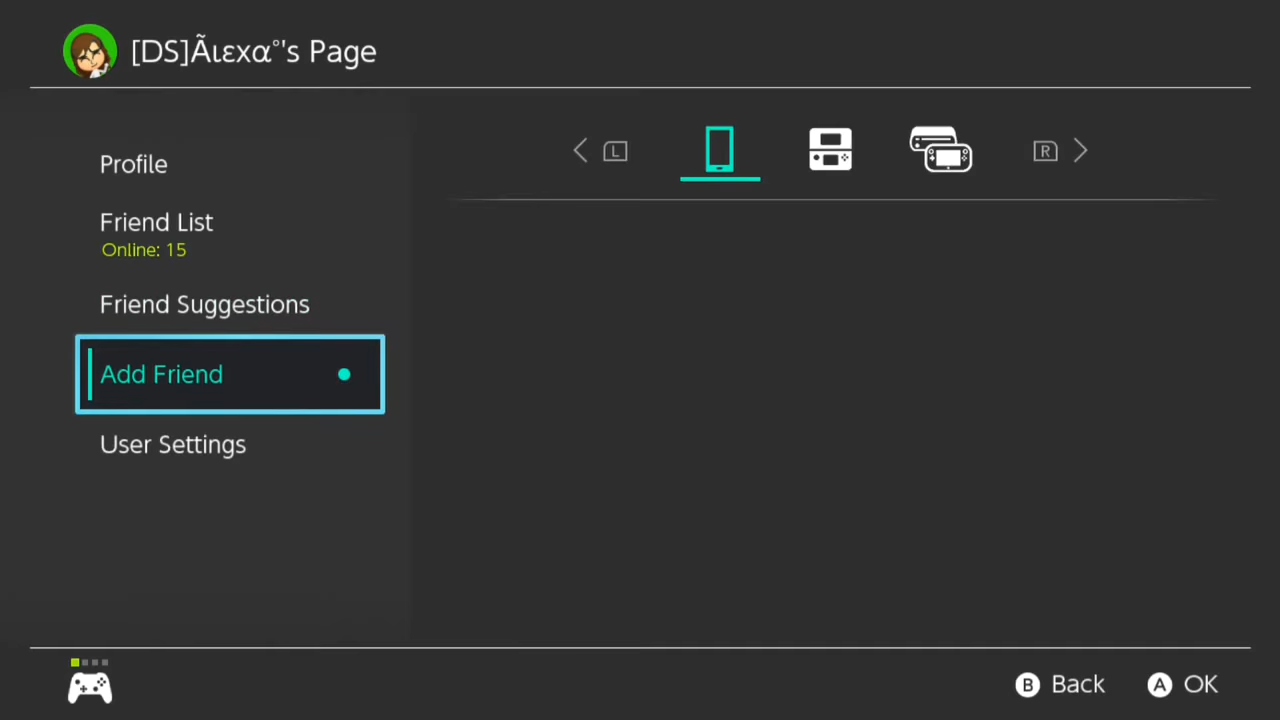 [DS]Ãιεxα°'s Page
Profile
Friend List
Online: 15
Friend Suggestions
Add Friend
User Settings
L
R
B Back
A OK